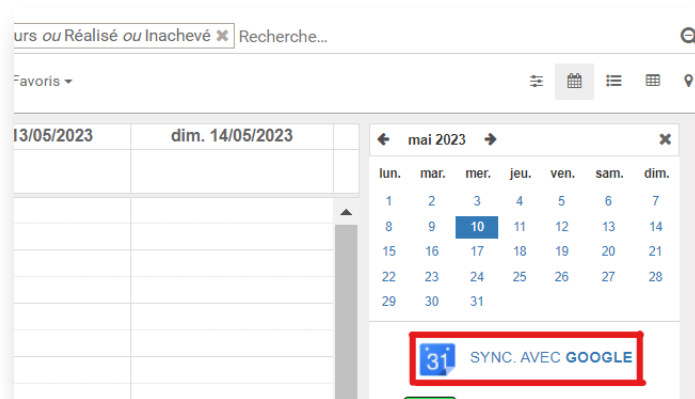 urs ou Réalisé ou Inachevé ✖ Recherche...
Favoris
13/05/2023 dim. 14/05/2023
mai 2023
lun. mar. mer. jeu. ven. sam. dim.
1 2 3 4 5 6 7
8 9 10 11 12 13 14
15 16 17 18 19 20 21
22 23 24 25 26 27 28
29 30 31
31 SYNC. AVEC GOOGLE